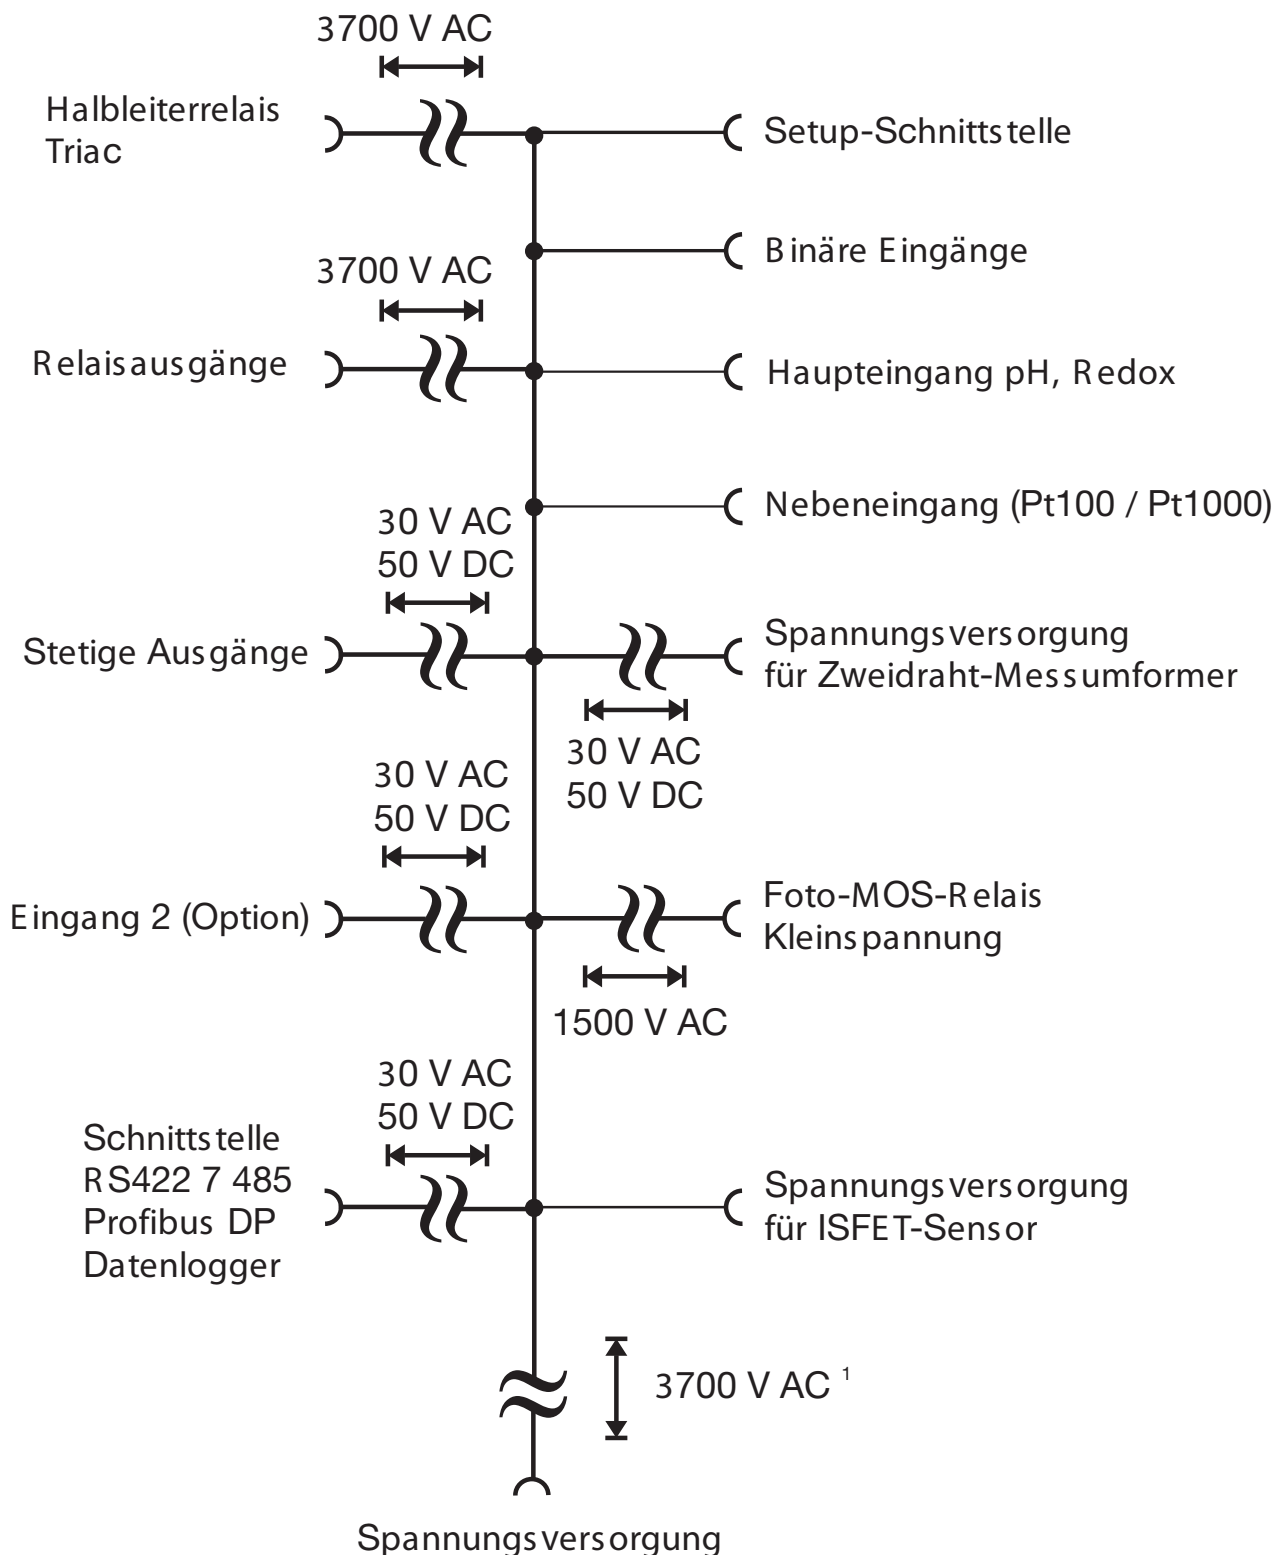 3700 V AC
Halbleiterrelais
Triac
Setup-Schnittstelle
Binäre Eingänge
3700 V AC
Relaisausgänge
Haupteingang pH, Redox
Nebeneingang (Pt100 / Pt1000)
30 V AC
50 V DC
Stetige Ausgänge
Spannungsversorgung
für Zweidraht-Messumformer
30 V AC
50 V DC
30 V AC
50 V DC
Eingang 2 (Option)
Foto-MOS-Relais
Kleinspannung
1500 V AC
30 V AC
50 V DC
Schnittstelle
RS422 7 485
Profibus DP
Datenlogger
Spannungsversorgung
für ISFET-Sensor
3700 V AC 1
Spannungsversorgung